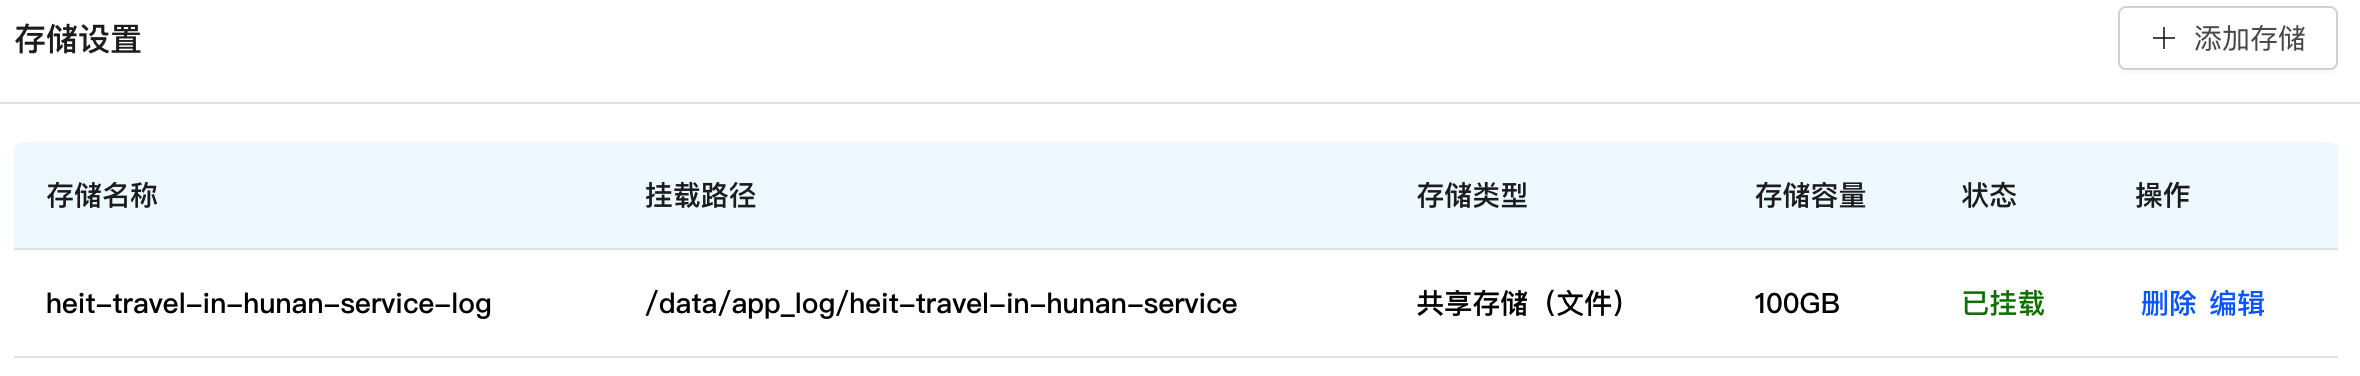 存储设置
+ 添加存储
存储名称 挂载路径 存储类型 存储容量 状态 操作
heit-travel-in-hunan-service-log /data/app_log/heit-travel-in-hunan-service 共享存储（文件） 100GB 已挂载 删除 编辑